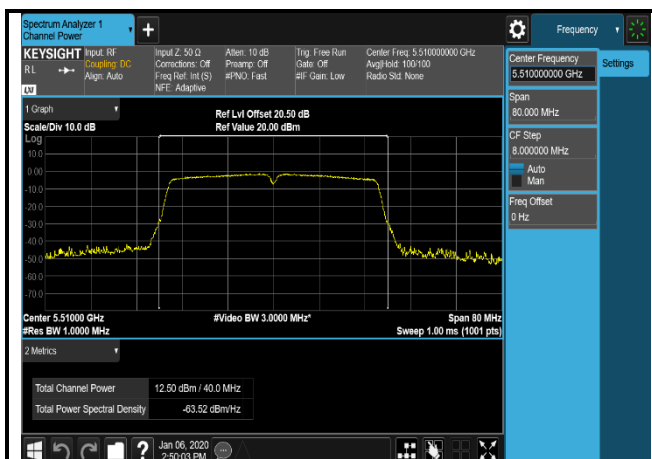 Spectrum Analyzer 1
Channel Power
+
Frequency
KEYSIGHT
RL
LXI
Input: RF
Coupling: DC
Align: Auto
Input Z: 50 Ω
Corrections: Off
Freq Ref: Int (S)
NFE: Adaptive
Atten: 10 dB
Preamp: Off
#PNO: Fast
Trig: Free Run
Gate: Off
#IF Gain: Low
Center Freq: 5.510000000 GHz
Avg|Hold: 100/100
Radio Std: None
Center Frequency
5.510000000 GHz
Settings
Span
80.000 MHz
CF Step
8.000000 MHz
Auto
Man
Freq Offset
0 Hz
1 Graph
Scale/Div 10.0 dB
Ref Lvl Offset 20.50 dB
Ref Value 20.00 dBm
Log
10.0
0.00
-10.0
-20.0
-30.0
-40.0
-50.0
-60.0
-70.0
Center 5.51000 GHz
#Res BW 1.0000 MHz
#Video BW 3.0000 MHz*
Span 80 MHz
Sweep 1.00 ms (1001 pts)
2 Metrics
Total Channel Power 12.50 dBm / 40.0 MHz
Total Power Spectral Density -63.52 dBm/Hz
?
Jan 06, 2020
2:50:03 PM